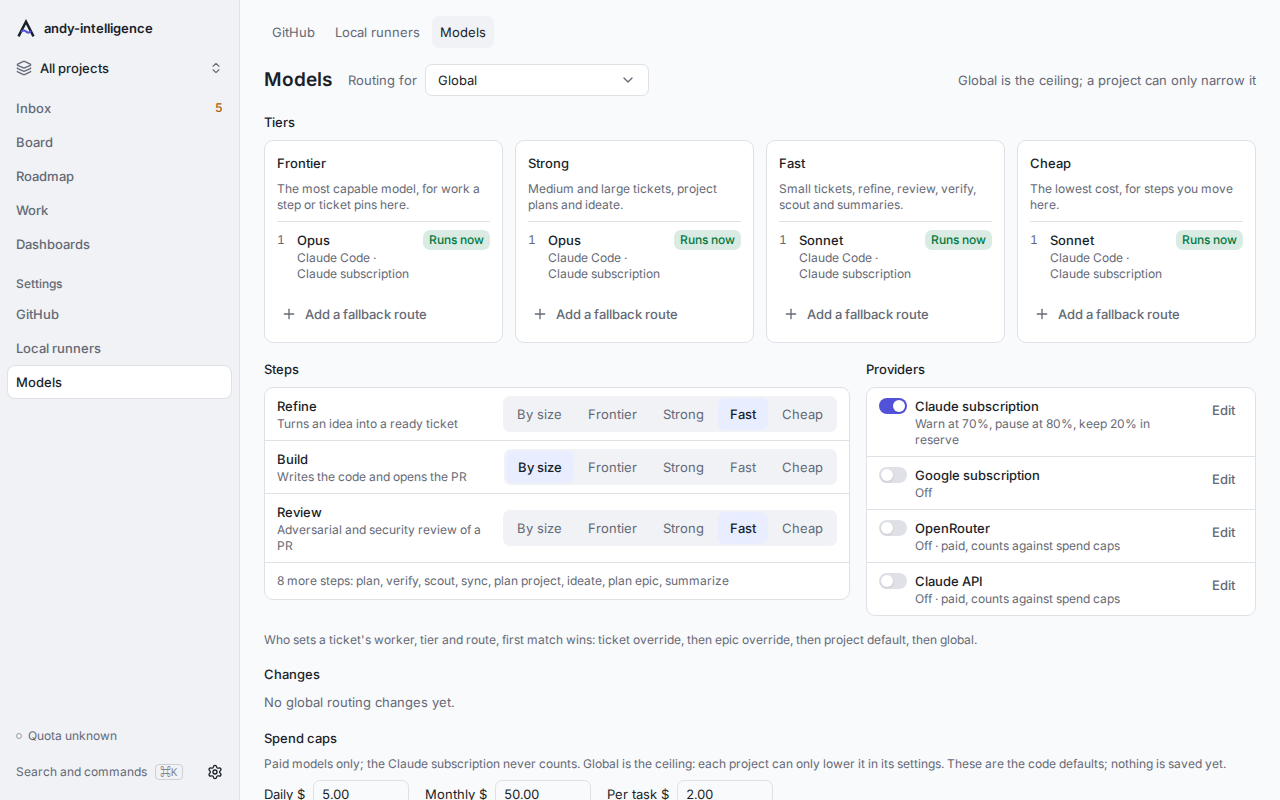 andy-intelligence
All projects
Inbox 5
Board
Roadmap
Work
Dashboards
Settings
GitHub
Local runners
Models
Quota unknown
Search and commands ⌘K
GitHub Local runners Models
Models Routing for Global Global is the ceiling; a project can only narrow it
Tiers
Frontier
The most capable model, for work a
step or ticket pins here.
1 Opus Runs now
Claude Code ·
Claude subscription
+ Add a fallback route
Strong
Medium and large tickets, project
plans and ideate.
1 Opus Runs now
Claude Code ·
Claude subscription
+ Add a fallback route
Fast
Small tickets, refine, review, verify,
scout and summaries.
1 Sonnet Runs now
Claude Code ·
Claude subscription
+ Add a fallback route
Cheap
The lowest cost, for steps you move
here.
1 Sonnet Runs now
Claude Code ·
Claude subscription
+ Add a fallback route
Steps
Refine
Turns an idea into a ready ticket
By size Frontier Strong Fast Cheap
Build
Writes the code and opens the PR
By size Frontier Strong Fast Cheap
Review
Adversarial and security review of a
PR
By size Frontier Strong Fast Cheap
8 more steps: plan, verify, scout, sync, plan project, ideate, plan epic, summarize
Providers
Claude subscription Edit
Warn at 70%, pause at 80%, keep 20% in
reserve
Google subscription Edit
Off
OpenRouter Edit
Off · paid, counts against spend caps
Claude API Edit
Off · paid, counts against spend caps
Who sets a ticket's worker, tier and route, first match wins: ticket override, then epic override, then project default, then global.
Changes
No global routing changes yet.
Spend caps
Paid models only; the Claude subscription never counts. Global is the ceiling: each project can only lower it in its settings. These are the code defaults; nothing is saved yet.
Daily $ 5.00 Monthly $ 50.00 Per task $ 2.00